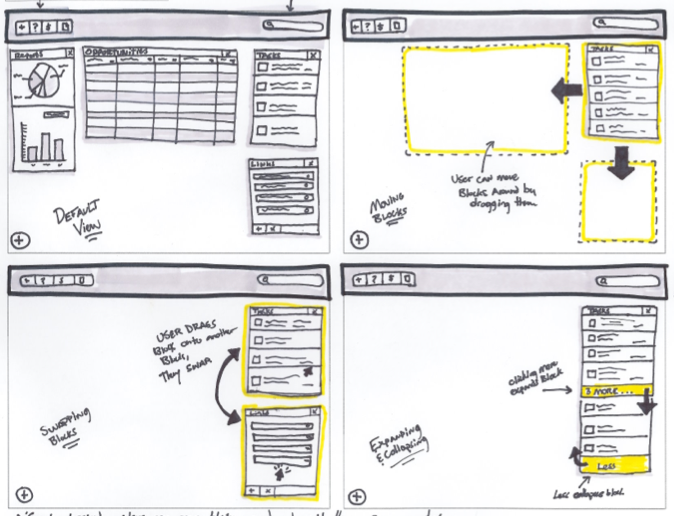 + ? $
REPORTS x
OPPORTUNITIES x
TASKS x
LINKS x
+ x
DEFAULT
VIEW
+
+ ? $
TASKS x
USER CAN MOVE
BLOCKS AROUND BY
dragging them.
MOVING
BLOCKS
+
+ ? $
TASKS x
USER DRAGS
Block onto another
Block,
They SWAP
LINKS x
+ x
SWAPPING
Blocks
+
+ ? $
TASKS x
clicking more
expands Block
3 MORE ...
EXPANDING
& Collapsing
Less
Less collapses block.
+